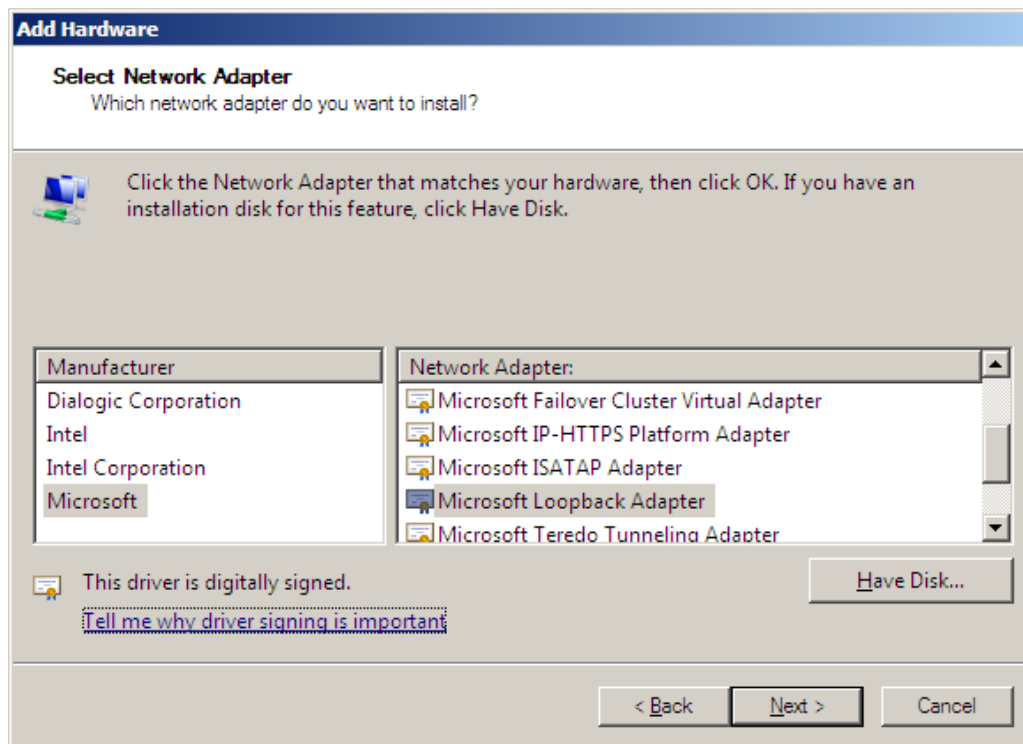 Add Hardware
Select Network Adapter
Which network adapter do you want to install?
Click the Network Adapter that matches your hardware, then click OK. If you have an
installation disk for this feature, click Have Disk.
Manufacturer
Dialogic Corporation
Intel
Intel Corporation
Microsoft
Network Adapter:
Microsoft Failover Cluster Virtual Adapter
Microsoft IP-HTTPS Platform Adapter
Microsoft ISATAP Adapter
Microsoft Loopback Adapter
Microsoft Teredo Tunneling Adapter
This driver is digitally signed.
Tell me why driver signing is important
Have Disk...
< Back
Next >
Cancel